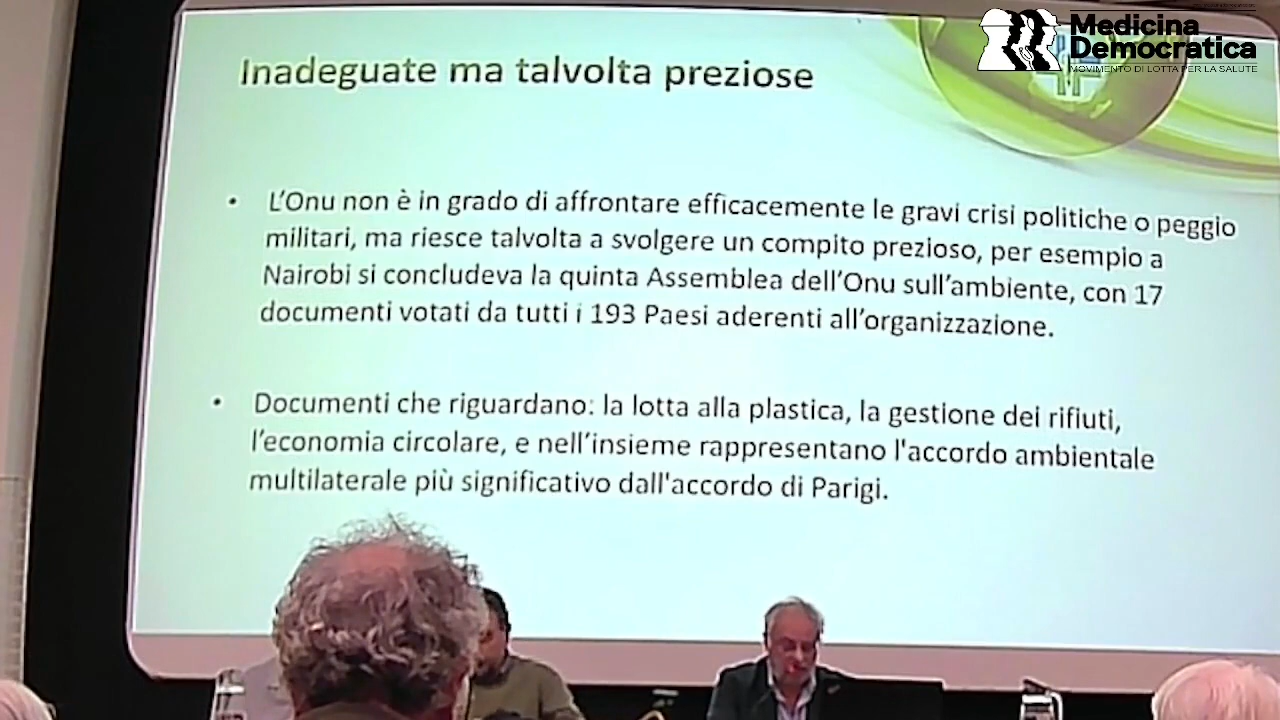 Medicina
Democratica
MOVIMENTO DI LOTTA PER LA SALUTE
Inadeguate ma talvolta preziose
• L'Onu non è in grado di affrontare efficacemente le gravi crisi politiche o peggio
militari, ma riesce talvolta a svolgere un compito prezioso, per esempio a
Nairobi si concludeva la quinta Assemblea dell'Onu sull'ambiente, con 17
documenti votati da tutti i 193 Paesi aderenti all'organizzazione.
• Documenti che riguardano: la lotta alla plastica, la gestione dei rifiuti,
l'economia circolare, e nell'insieme rappresentano l'accordo ambientale
multilaterale più significativo dall'accordo di Parigi.